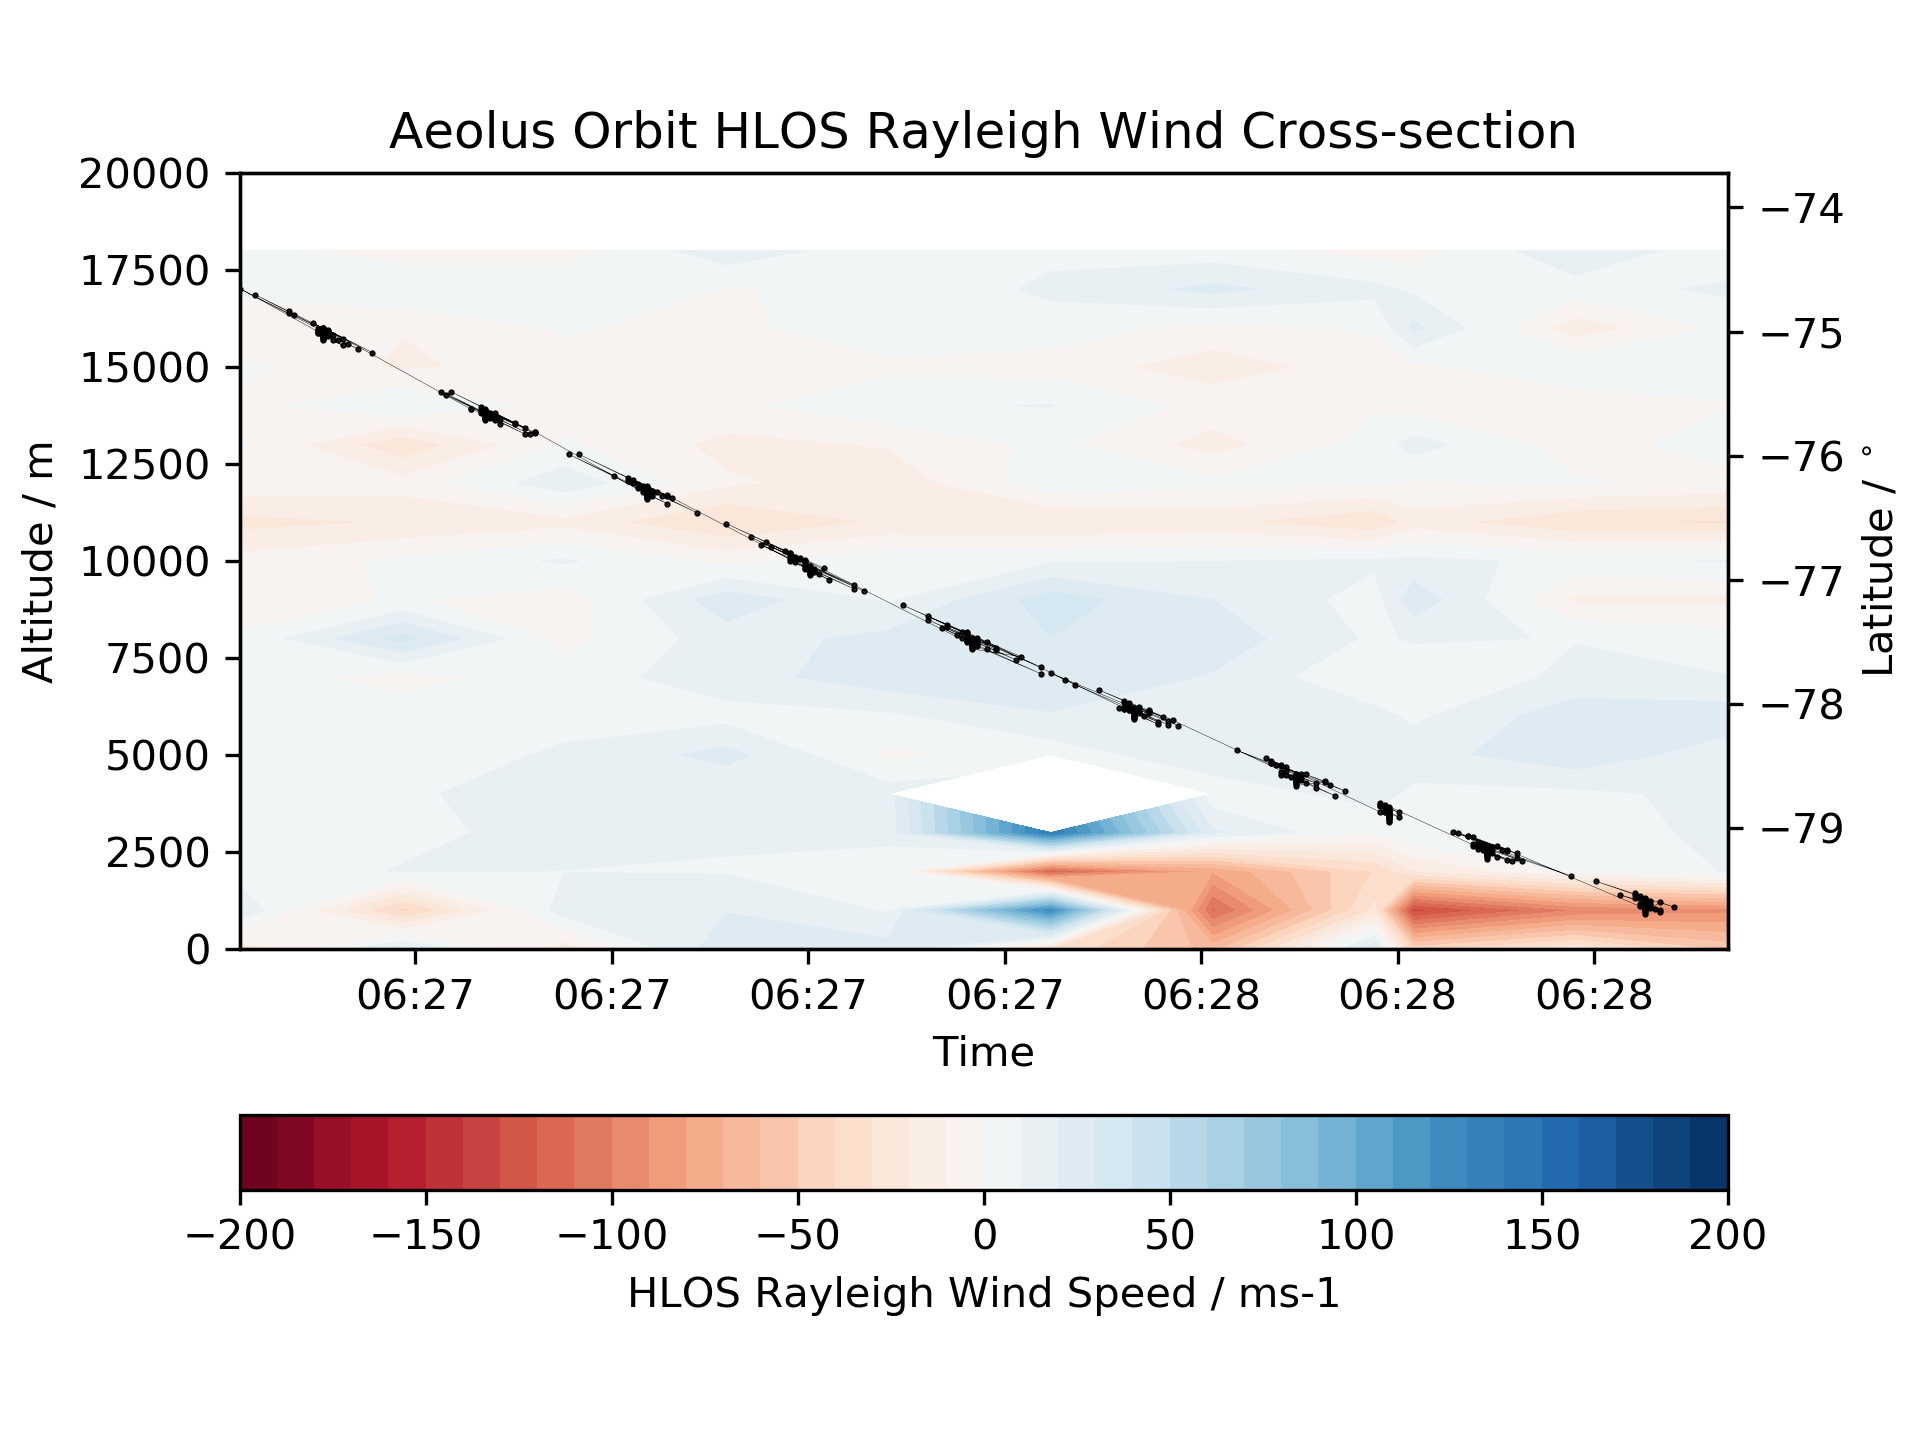 Aeolus Orbit HLOS Rayleigh Wind Cross-section
20000
17500
15000
12500
10000
7500
5000
2500
0
Altitude / m
−74
−75
−76
−77
−78
−79
Latitude / °
06:27 06:27 06:27 06:27 06:28 06:28 06:28
Time
−200 −150 −100 −50 0 50 100 150 200
HLOS Rayleigh Wind Speed / ms-1